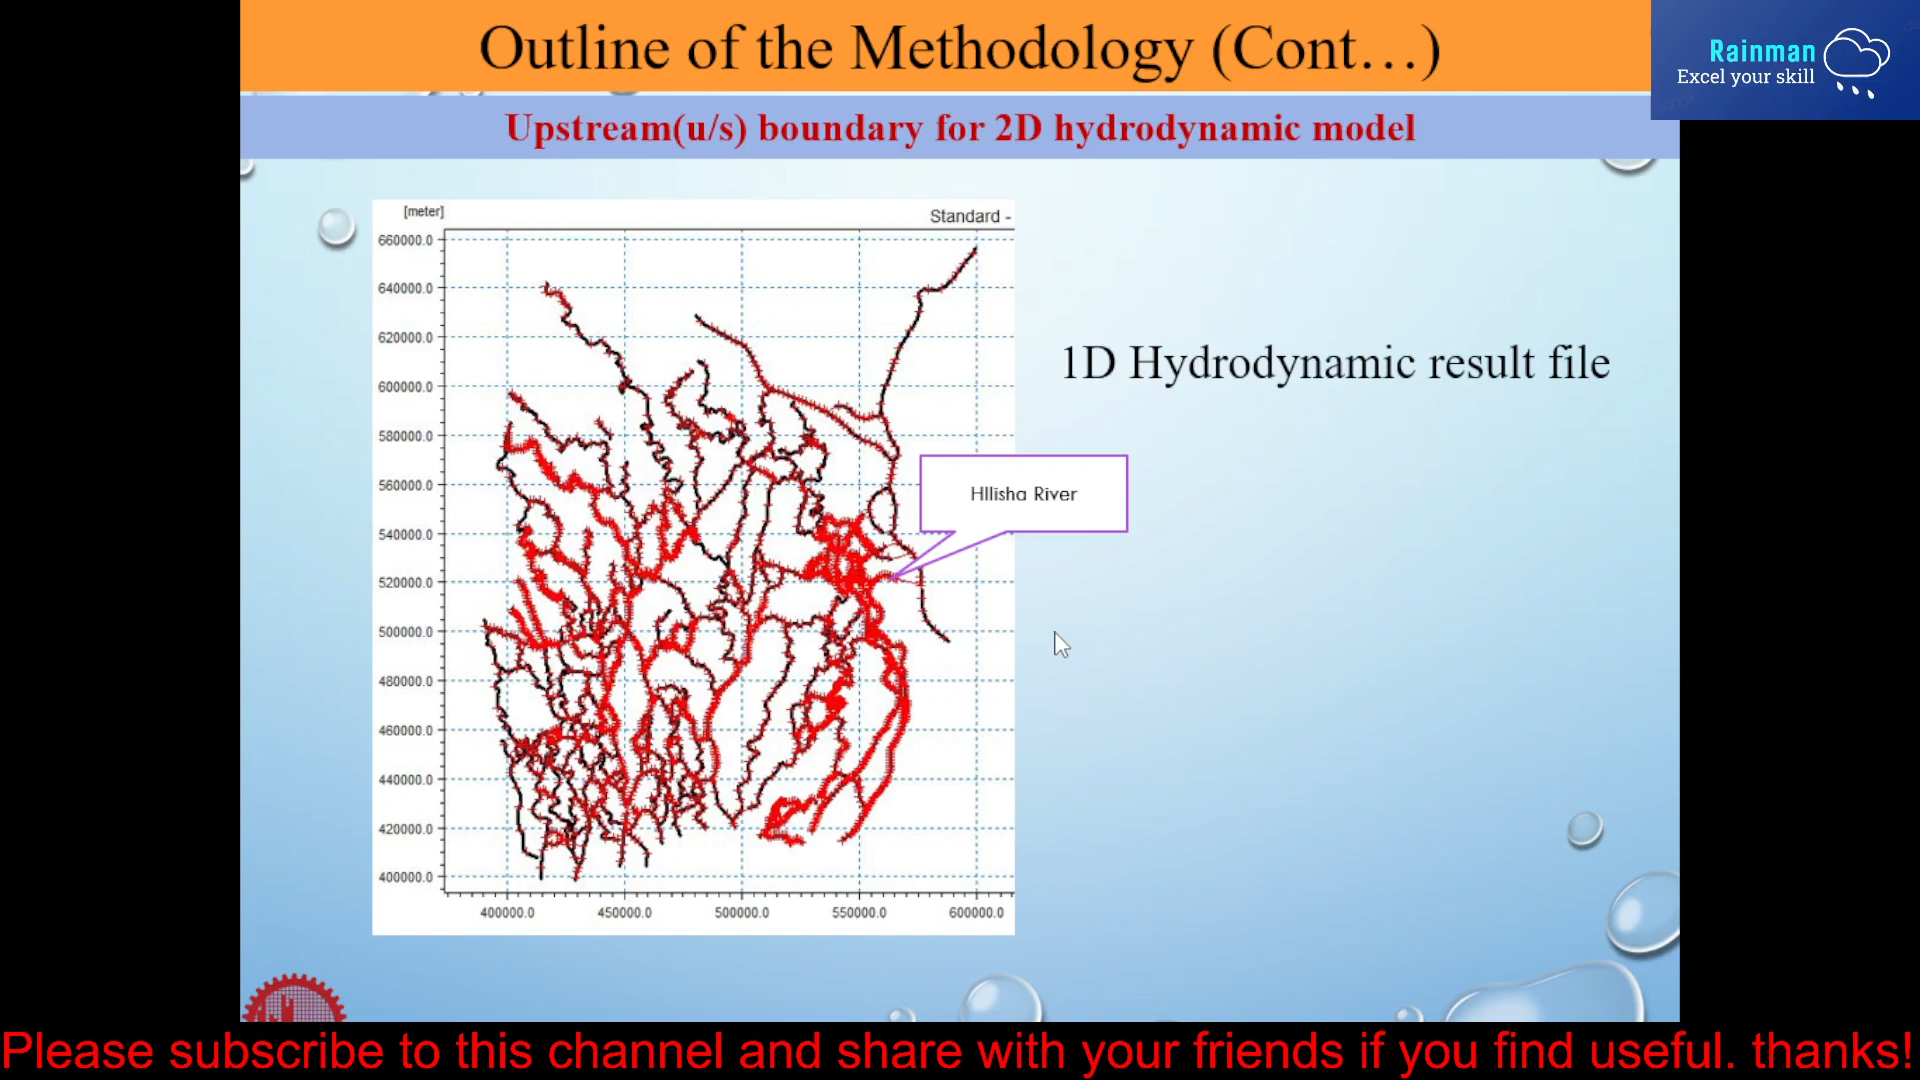 Outline of the Methodology (Cont…)
Rainman
Excel your skill
Upstream(u/s) boundary for 2D hydrodynamic model
[meter]
Standard -
660000.0
640000.0
620000.0
600000.0
580000.0
560000.0
540000.0
520000.0
500000.0
480000.0
460000.0
440000.0
420000.0
400000.0
400000.0 450000.0 500000.0 550000.0 600000.0
HIlisha River
1D Hydrodynamic result file
Please subscribe to this channel and share with your friends if you find useful. thanks!